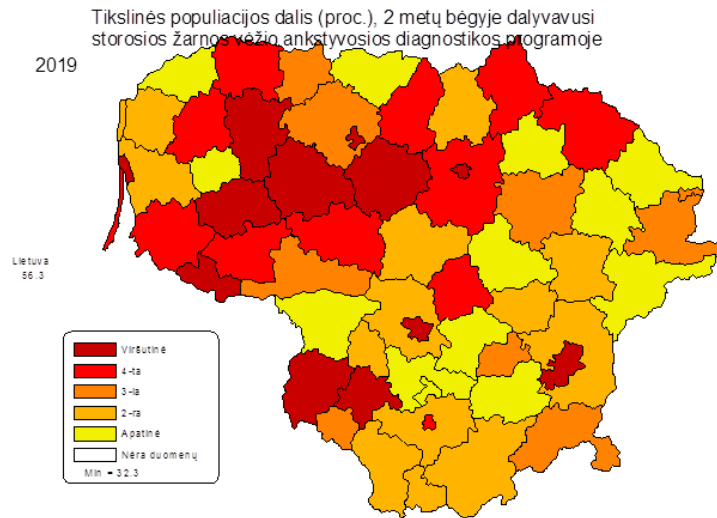 Tikslinės populiacijos dalis (proc.), 2 metų bėgyje dalyvavusi
storosios žarnos vėžio ankstyvosios diagnostikos programoje
2019
Lietuva
56.3
Viršutinė
4-ta
3-ia
2-ra
Apatinė
Nėra duomenų
Min = 32.3